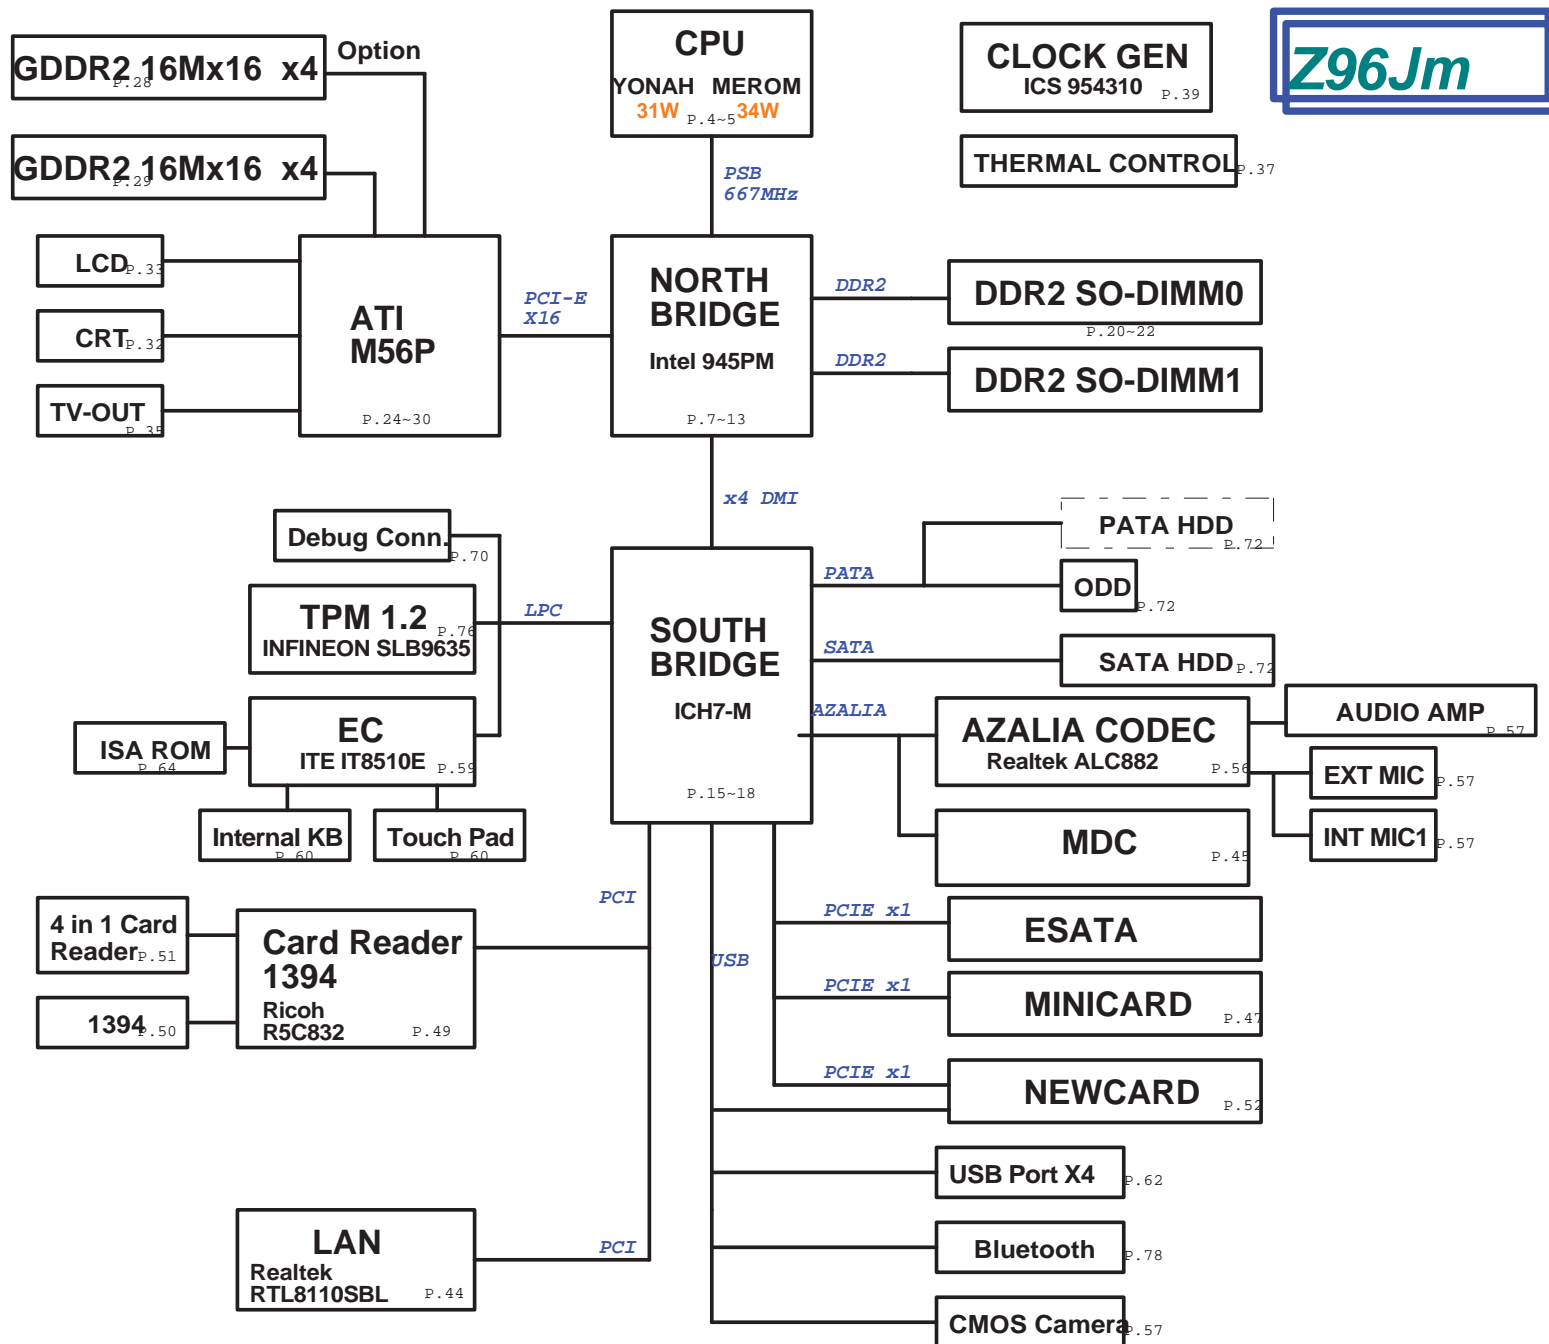 GDDR2 16Mx16 x4
P.28
Option
GDDR2 16Mx16 x4
P.29
CPU
YONAH MEROM
31W P.4~5 34W
CLOCK GEN
ICS 954310 P.39
THERMAL CONTROL P.37
Z96Jm
PSB
667MHz
LCD P.33
CRT P.32
TV-OUT
P.35
ATI
M56P
P.24~30
PCI-E
X16
NORTH
BRIDGE
Intel 945PM
P.7~13
DDR2
DDR2 SO-DIMM0
P.20~22
DDR2
DDR2 SO-DIMM1
x4 DMI
Debug Conn.
P.70
TPM 1.2 P.76
INFINEON SLB9635
LPC
EC
ITE IT8510E P.59
ISA ROM
P.64
Internal KB
P.60
Touch Pad
P.60
SOUTH
BRIDGE
ICH7-M
P.15~18
PATA
PATA HDD
P.72
ODD
P.72
SATA
SATA HDD P.72
AZALIA
AZALIA CODEC
Realtek ALC882 P.56
AUDIO AMP
P.57
EXT MIC P.57
INT MIC1 P.57
MDC P.45
PCI
4 in 1 Card
Reader P.51
1394 P.50
Card Reader
1394
Ricoh
R5C832 P.49
USB
PCIE x1
ESATA
PCIE x1
MINICARD P.47
PCIE x1
NEWCARD P.52
USB Port X4 P.62
Bluetooth P.78
CMOS Camera P.57
PCI
LAN
Realtek
RTL8110SBL P.44